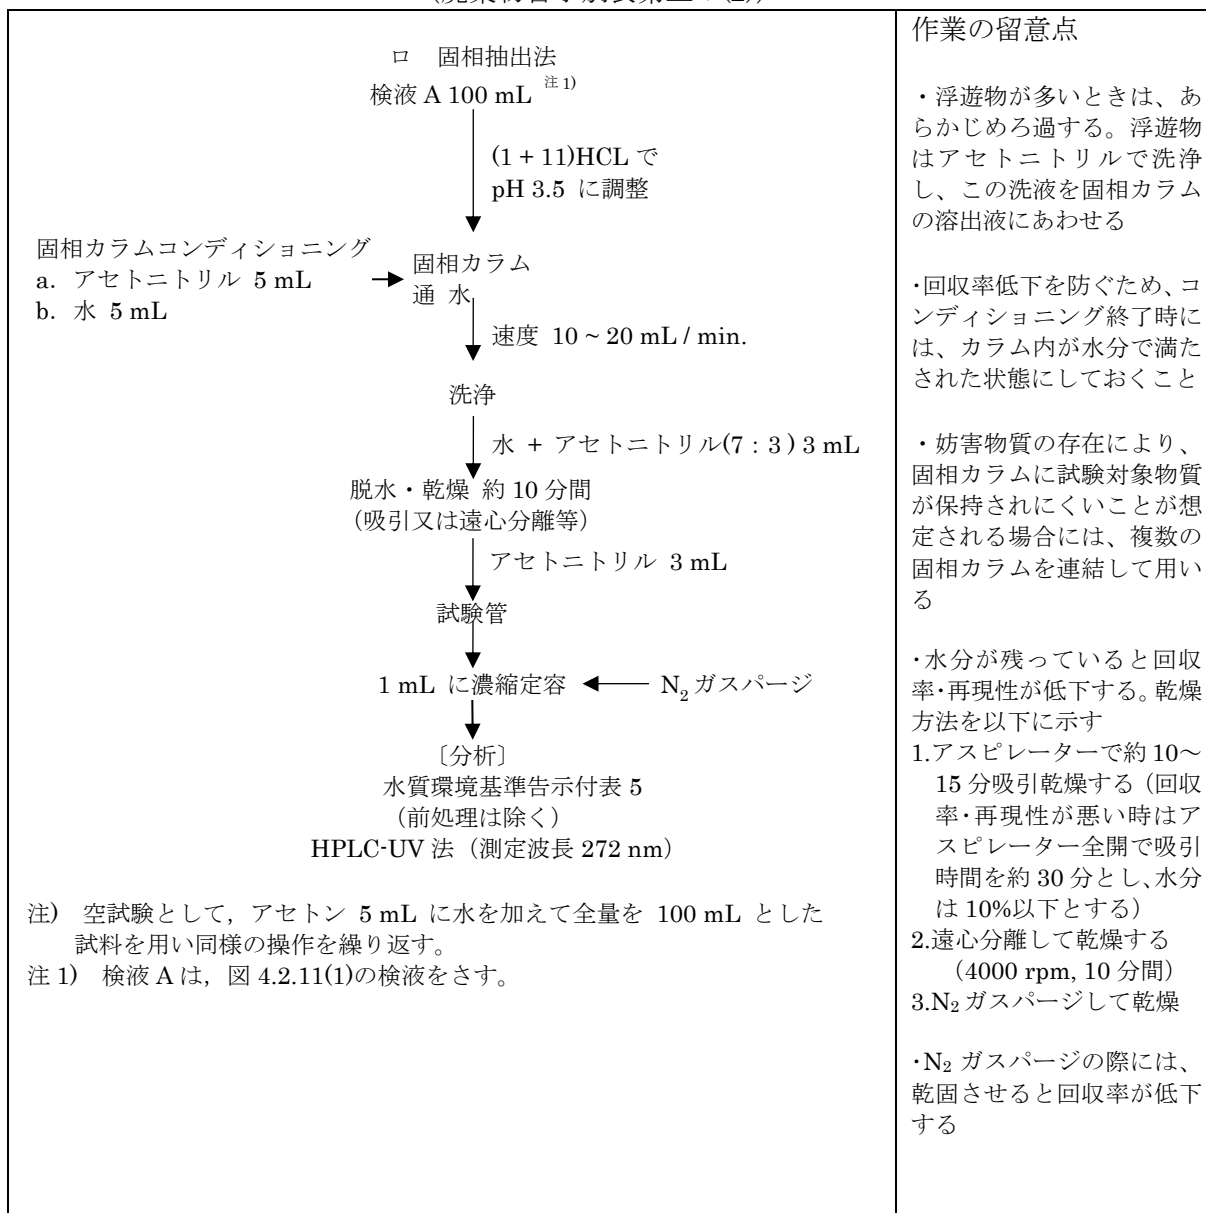 ロ 固相抽出法
検液 A 100 mL 注 1)
(1 + 11)HCL で
pH 3.5 に調整
固相カラムコンディショニング
a. アセトニトリル 5 mL
b. 水 5 mL
固相カラム
通 水
速度 10 ~ 20 mL / min.
洗浄
水 + アセトニトリル(7 : 3 ) 3 mL
脱水・乾燥 約 10 分間
（吸引又は遠心分離等）
アセトニトリル 3 mL
試験管
1 mL に濃縮定容
N2 ガスパージ
〔分析〕
水質環境基準告示付表 5
（前処理は除く）
HPLC-UV 法（測定波長 272 nm）
注) 空試験として，アセトン 5 mL に水を加えて全量を 100 mL とした
試料を用い同様の操作を繰り返す。
注 1) 検液 A は，図 4.2.11(1)の検液をさす。
作業の留意点
・浮遊物が多いときは、あ
らかじめろ過する。浮遊物
はアセトニトリルで洗浄
し、この洗液を固相カラム
の溶出液にあわせる
・回収率低下を防ぐため、コ
ンディショニング終了時に
は、カラム内が水分で満た
された状態にしておくこと
・妨害物質の存在により、
固相カラムに試験対象物質
が保持されにくいことが想
定される場合には、複数の
固相カラムを連結して用い
る
・水分が残っていると回収
率・再現性が低下する。乾燥
方法を以下に示す
1.アスピレーターで約 10～
15 分吸引乾燥する（回収
率・再現性が悪い時はア
スピレーター全開で吸引
時間を約 30 分とし、水分
は 10%以下とする）
2.遠心分離して乾燥する
（4000 rpm, 10 分間）
3.N2 ガスパージして乾燥
・N2 ガスパージの際には、
乾固させると回収率が低下
する